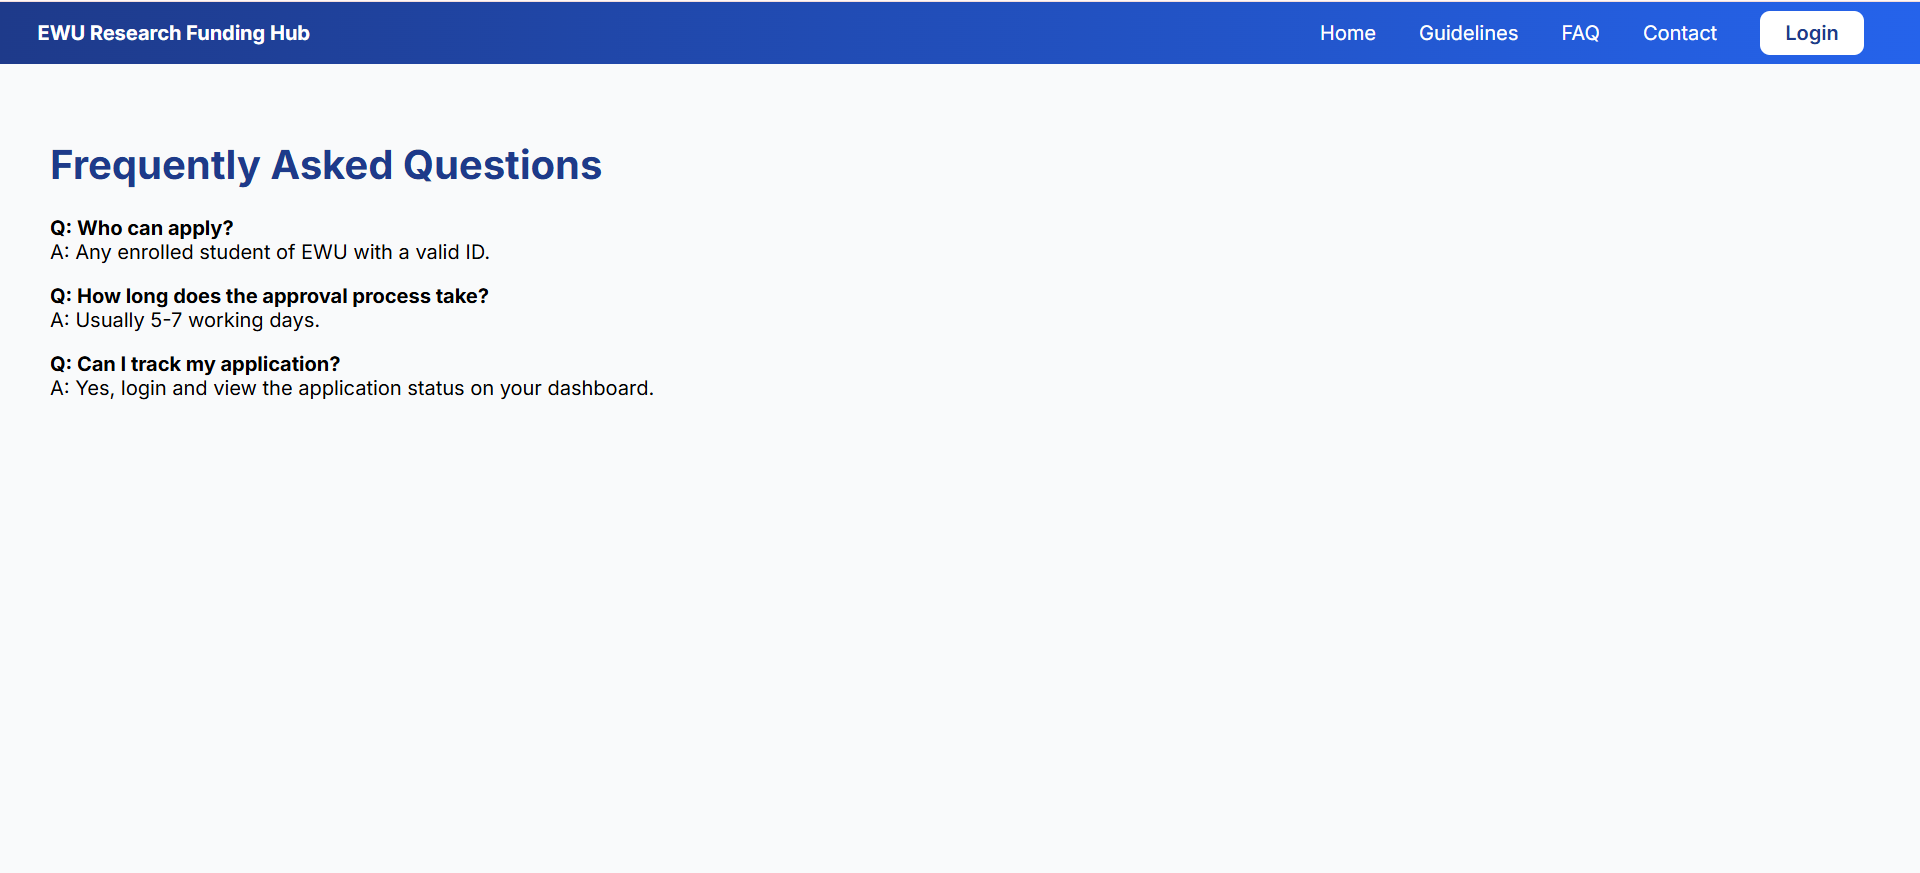 EWU Research Funding Hub
Home
Guidelines
FAQ
Contact
Login
Frequently Asked Questions
Q: Who can apply?
A: Any enrolled student of EWU with a valid ID.
Q: How long does the approval process take?
A: Usually 5-7 working days.
Q: Can I track my application?
A: Yes, login and view the application status on your dashboard.